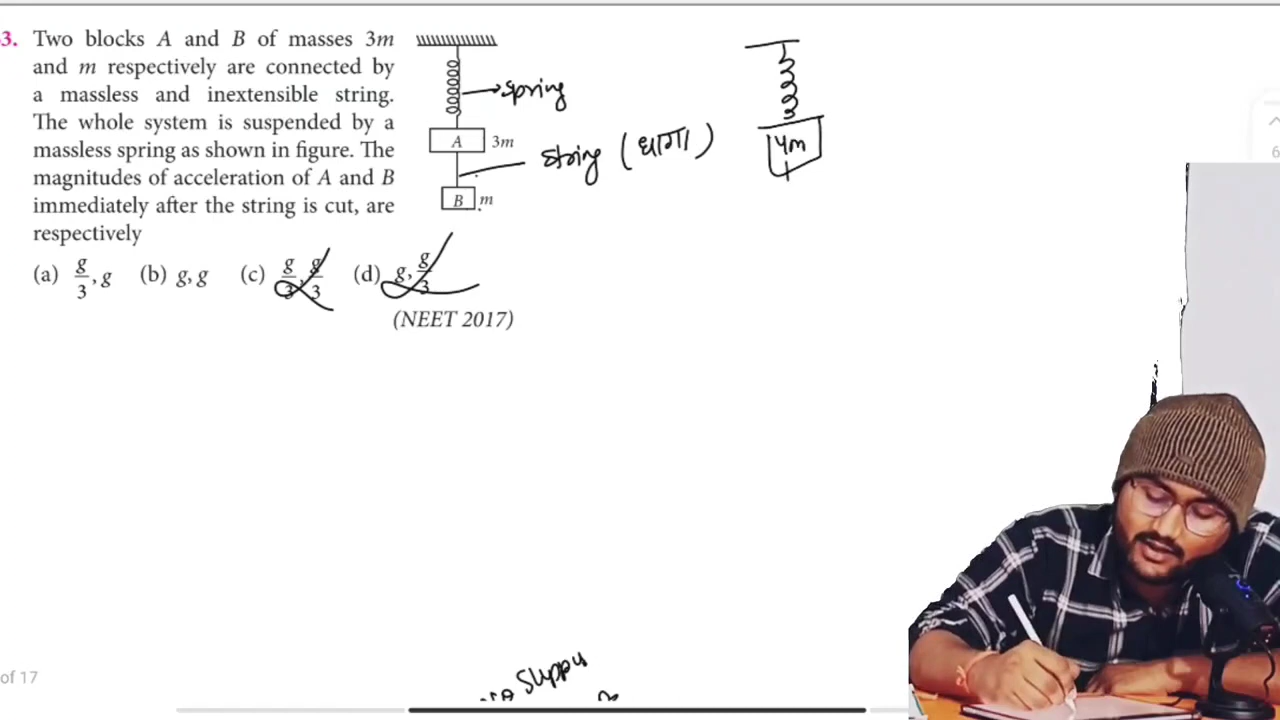 3. Two blocks A and B of masses 3m
and m respectively are connected by
a massless and inextensible string.
The whole system is suspended by a
massless spring as shown in figure. The
magnitudes of acceleration of A and B
immediately after the string is cut, are
respectively
(a) g/3, g (b) g, g (c) g/3, g/3 (d) g, g/3
(NEET 2017)
spring
A 3m
string (धागा)
B m
4m
6
of 17